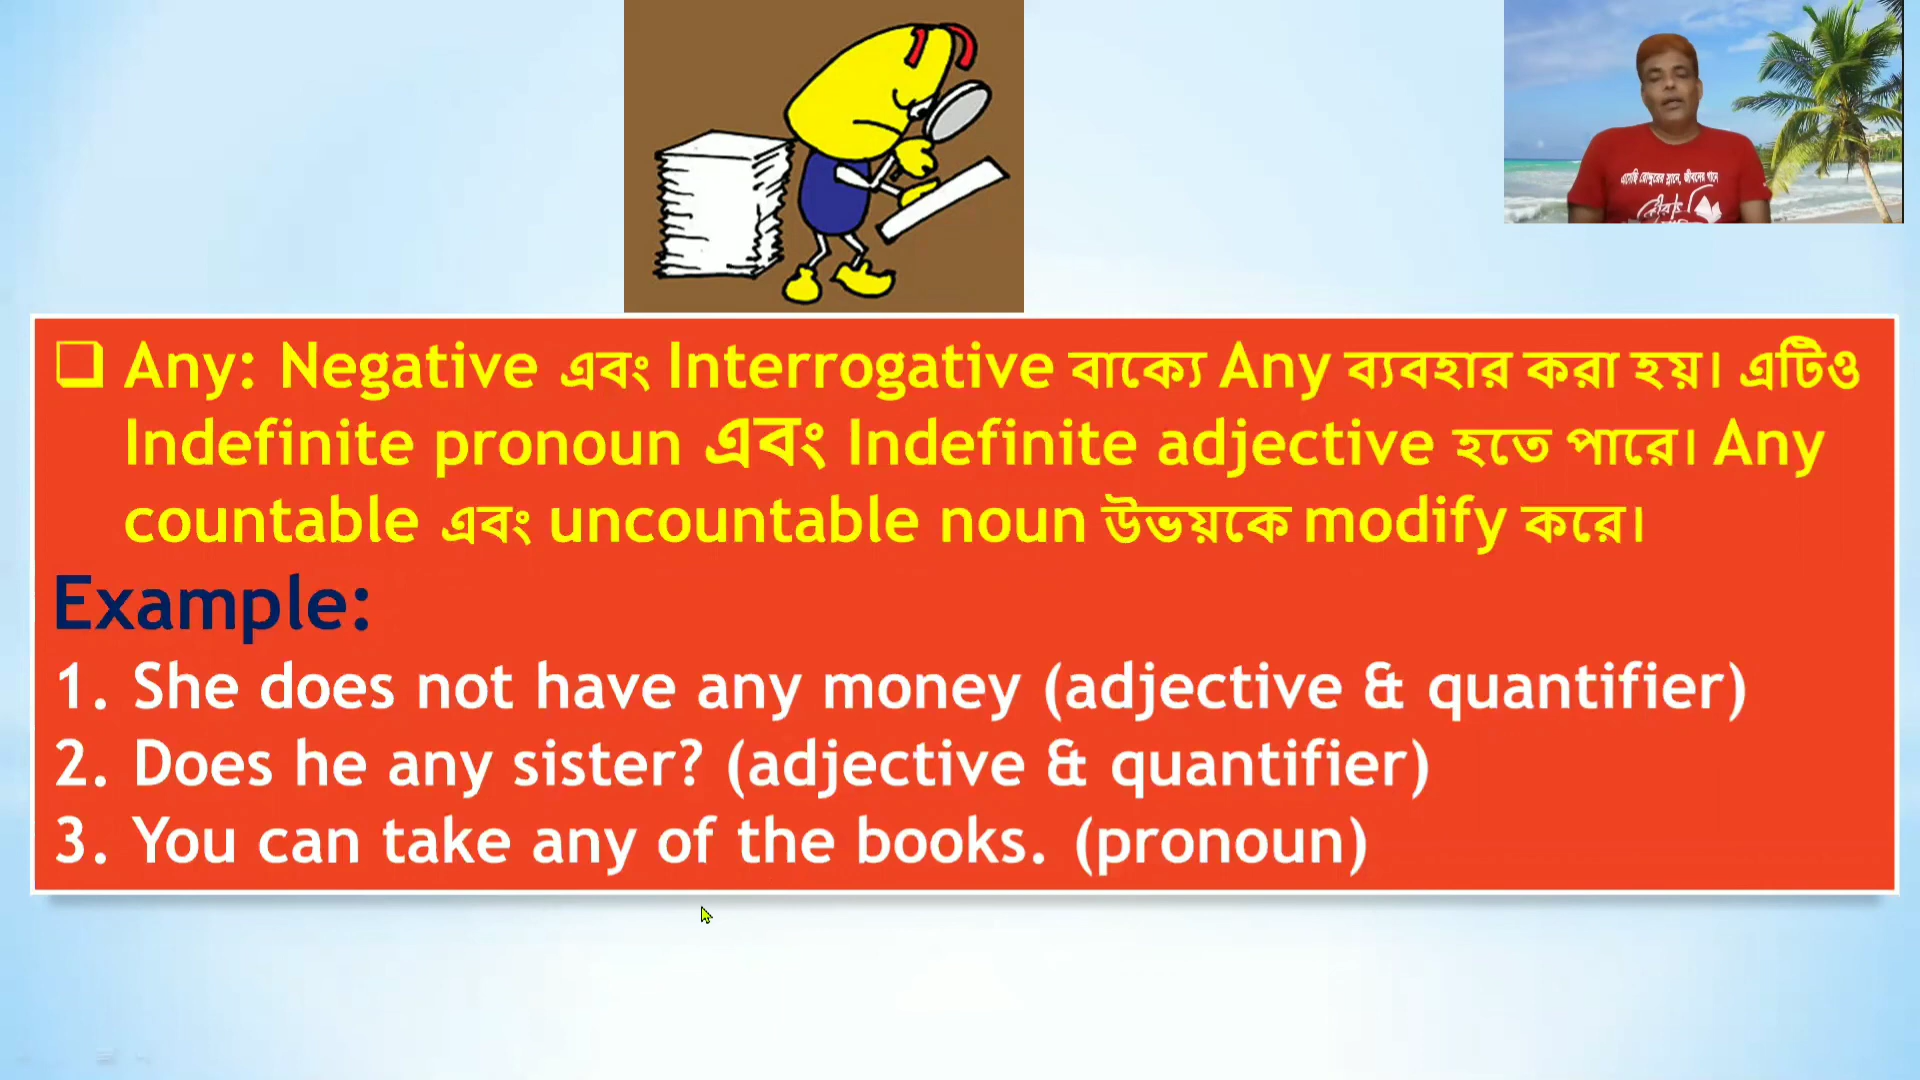 এসেছি রোদ্দুরের স্নানে, জীবনের গানে
❑ Any: Negative এবং Interrogative বাক্যে Any ব্যবহার করা হয়। এটিও
Indefinite pronoun এবং Indefinite adjective হতে পারে। Any
countable এবং uncountable noun উভয়কে modify করে।
Example:
1. She does not have any money (adjective & quantifier)
2. Does he any sister? (adjective & quantifier)
3. You can take any of the books. (pronoun)